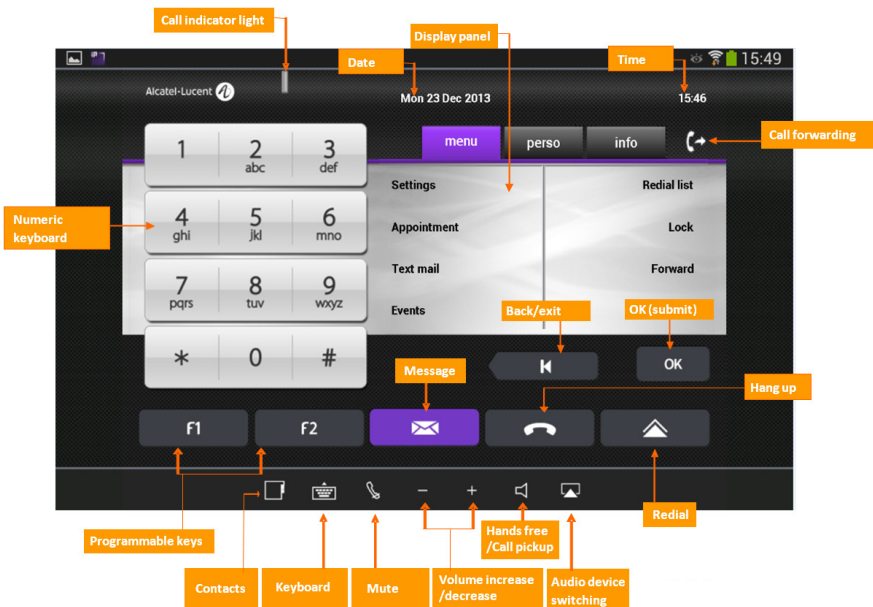 Call indicator light
Display panel
Date
Time
15:49
Alcatel-Lucent
Mon 23 Dec 2013
15:46
Call forwarding
menu
perso
info
1
2
abc
3
def
Settings
Redial list
Numeric
keyboard
4
ghi
5
jkl
6
mno
Appointment
Lock
7
pqrs
8
tuv
9
wxyz
Text mail
Forward
Events
Back/exit
OK (submit)
*
0
#
Message
OK
Hang up
F1
F2
Programmable keys
-
+
Redial
Hands free
/Call pickup
Contacts
Keyboard
Mute
Volume increase
/decrease
Audio device
switching